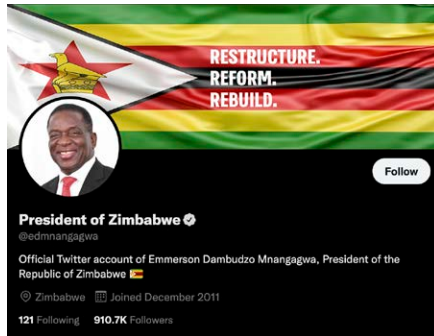 RESTRUCTURE.
REFORM.
REBUILD.
Follow
President of Zimbabwe
@edmnangagwa
Official Twitter account of Emmerson Dambudzo Mnangagwa, President of the
Republic of Zimbabwe 🇿🇼
Zimbabwe Joined December 2011
121 Following 910.7K Followers